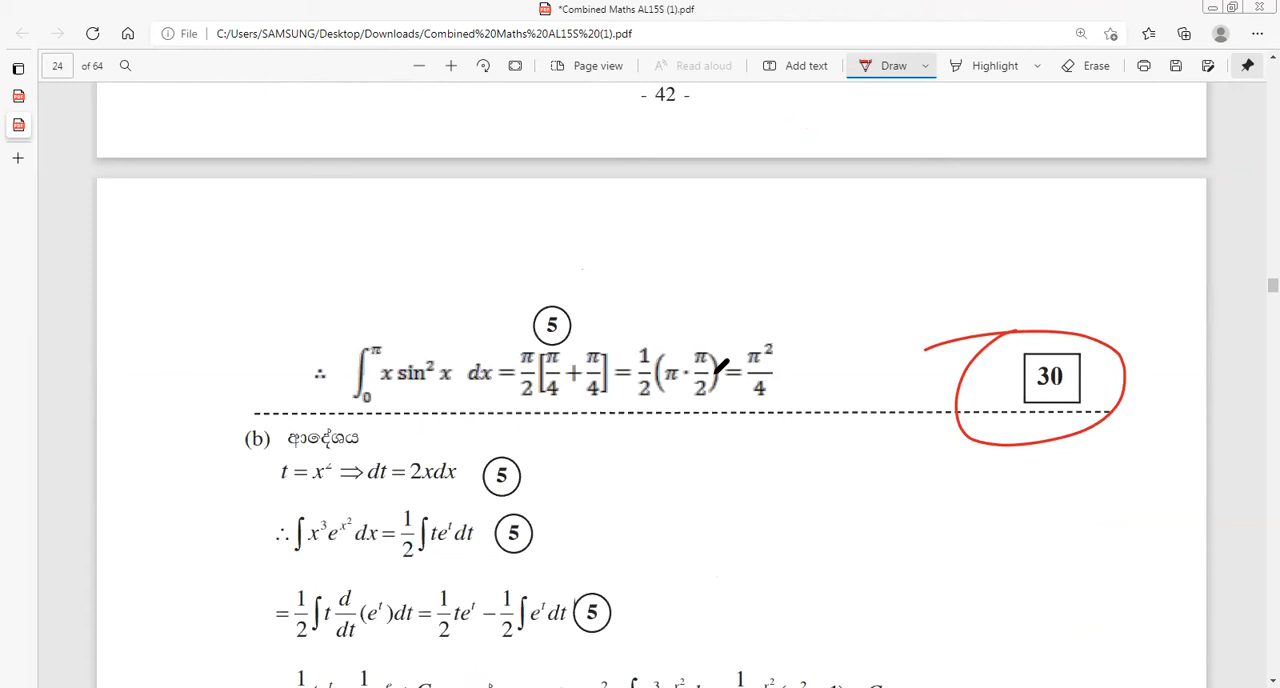 *Combined Maths AL15S (1).pdf
File C:/Users/SAMSUNG/Desktop/Downloads/Combined%20Maths%20AL15S%20(1).pdf
24 of 64 Page view Read aloud Add text Draw Highlight Erase
- 42 -
5
∴ ∫₀^π x sin² x dx = π/2 [π/4 + π/4] = 1/2 (π · π/2) = π²/4
30
(b) ආදේශය
t = x² ⇒ dt = 2xdx 5
∴ ∫ x³e^{x²} dx = 1/2 ∫ te^t dt 5
= 1/2 ∫ t d/dt (e^t)dt = 1/2 te^t − 1/2 ∫ e^t dt 5